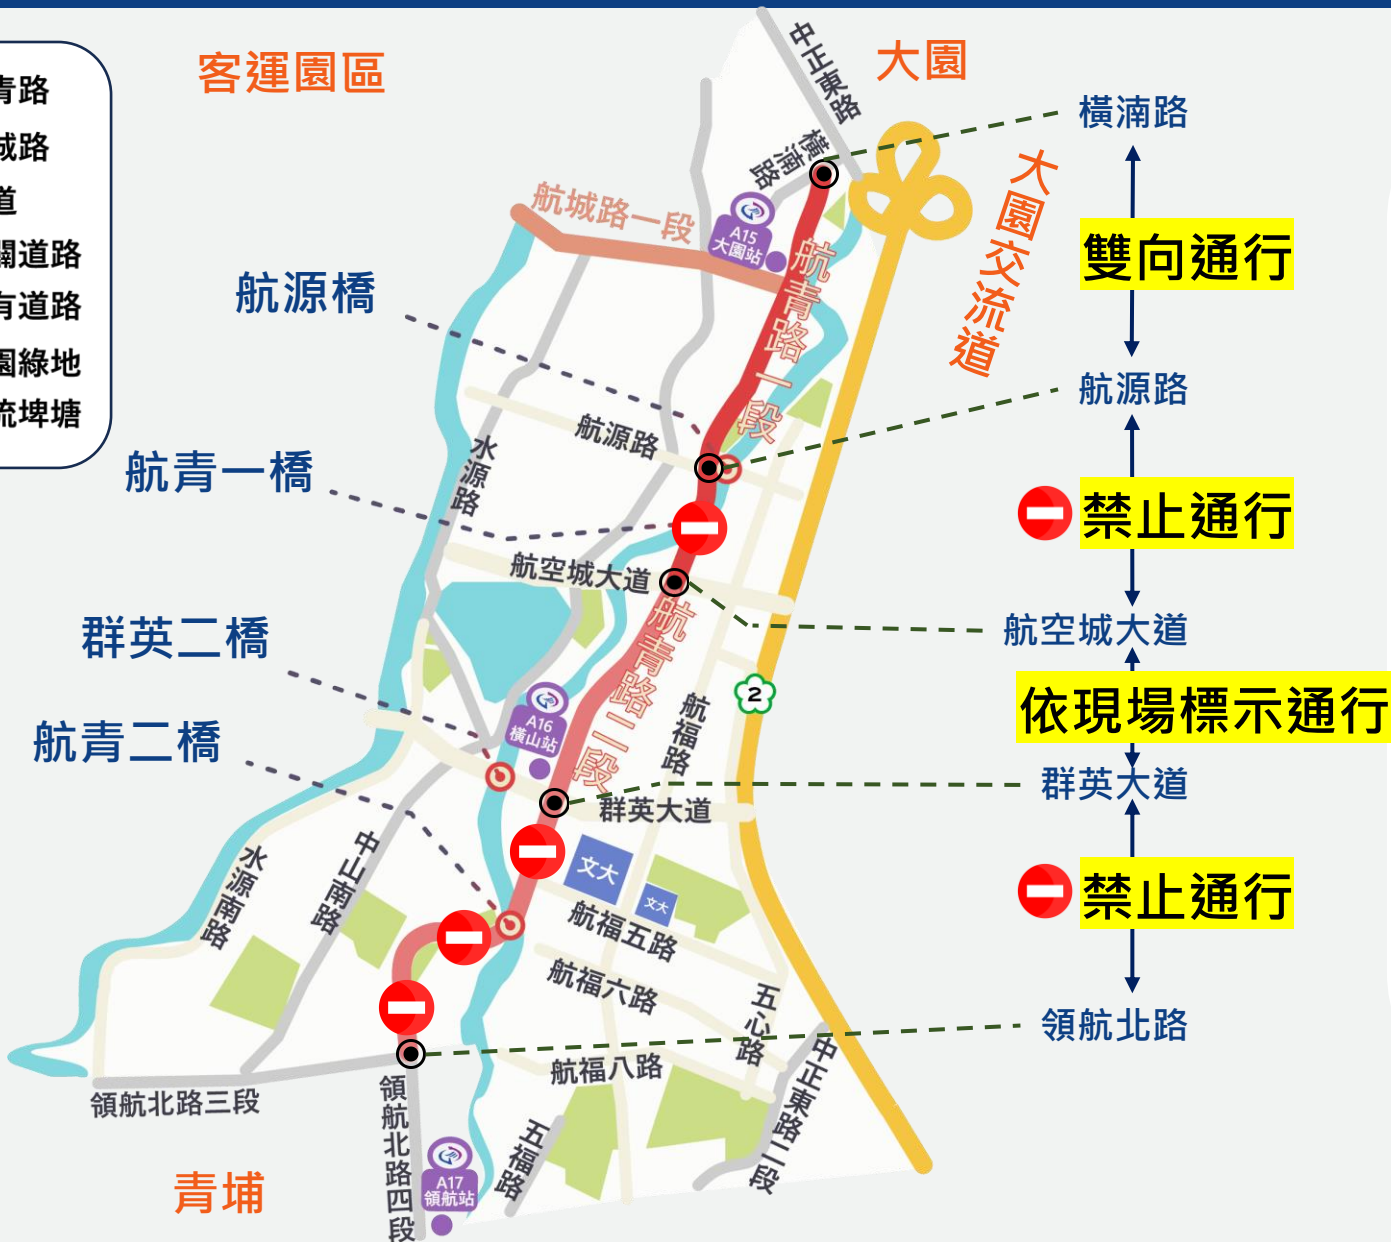 客運園區
大園
青路
城路
道
闢道路
有道路
園綠地
流埤塘
中正東路
橫湳路
橫湳路
大園交流道
雙向通行
航城路一段
A15
大園站
航青路一段
航源橋
航源路
航源路
水源路
航青一橋
禁止通行
航空城大道
航空城大道
群英二橋
航青路二段
2
依現場標示通行
航福路
A16
橫山站
航青二橋
群英大道
群英大道
中山南路
水源南路
文大
文大
禁止通行
航福五路
航福六路
五心路
領航北路
航福八路
中正東路二段
領航北路三段
領航北路四段
五福路
A17
領航站
青埔